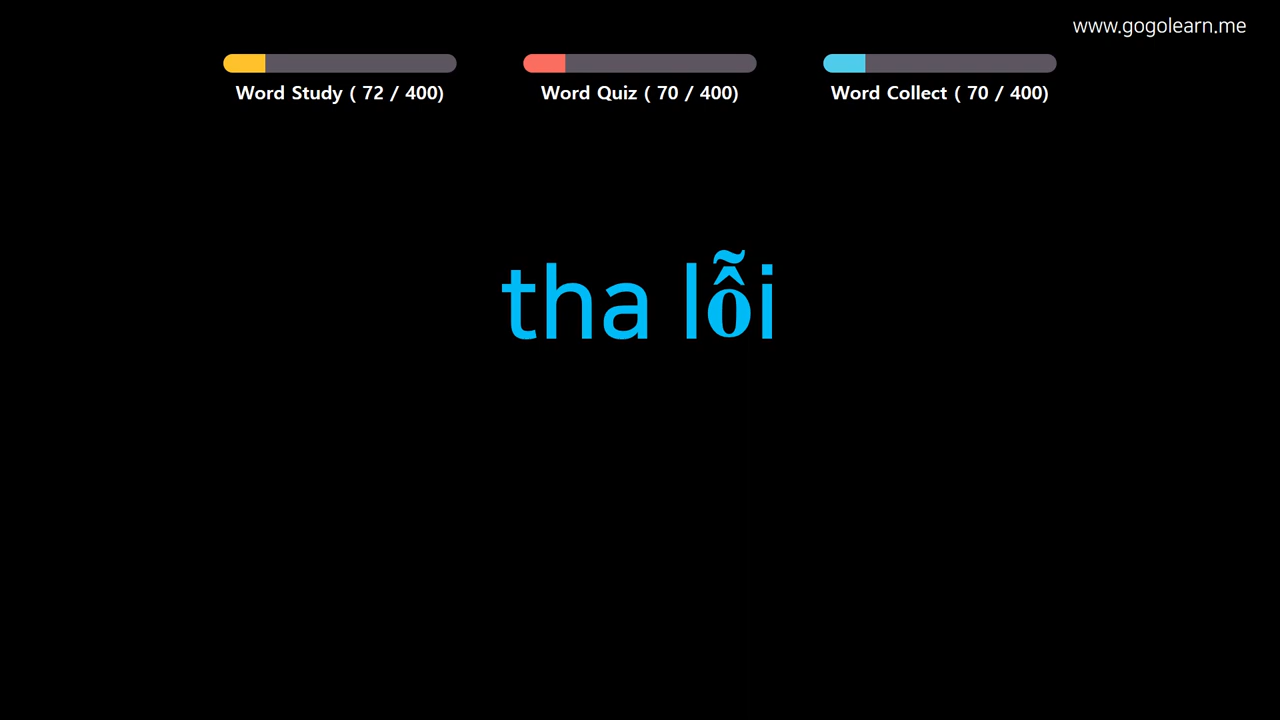 www.gogolearn.me
Word Study ( 72 / 400)
Word Quiz ( 70 / 400)
Word Collect ( 70 / 400)
tha lỗi